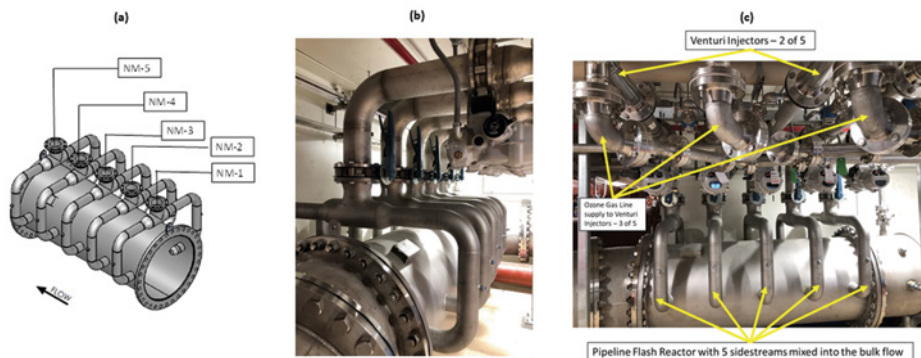 (a)
(b)
(c)
NM-5
NM-4
NM-3
NM-2
NM-1
FLOW
Venturi Injectors – 2 of 5
Ozone Gas Line
supply to Venturi
Injectors – 3 of 5
Pipeline Flash Reactor with 5 sidestreams mixed into the bulk flow